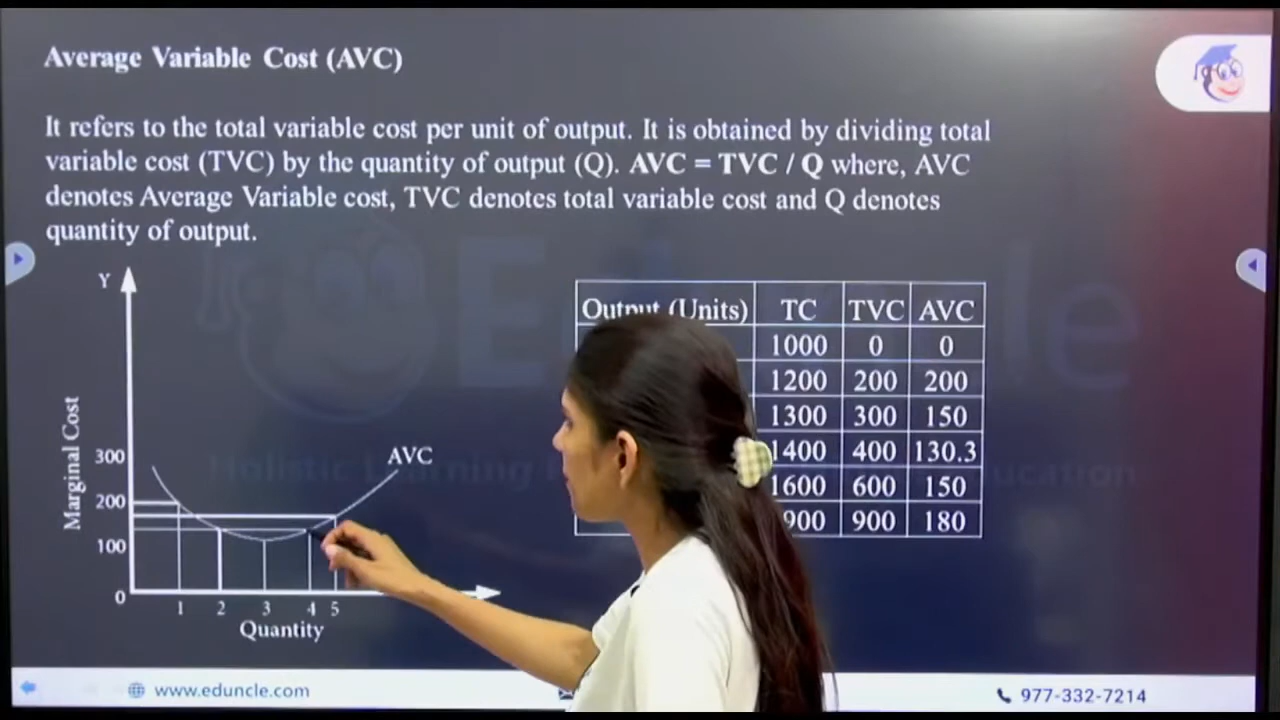 Average Variable Cost (AVC)
It refers to the total variable cost per unit of output. It is obtained by dividing total
variable cost (TVC) by the quantity of output (Q). AVC = TVC / Q where, AVC
denotes Average Variable cost, TVC denotes total variable cost and Q denotes
quantity of output.
Y
Marginal Cost
300
200
100
0
AVC
1 2 3 4 5
Quantity
Output (Units) TC TVC AVC
1000 0 0
1200 200 200
1300 300 150
1400 400 130.3
1600 600 150
900 900 180
www.eduncle.com
977-332-7214